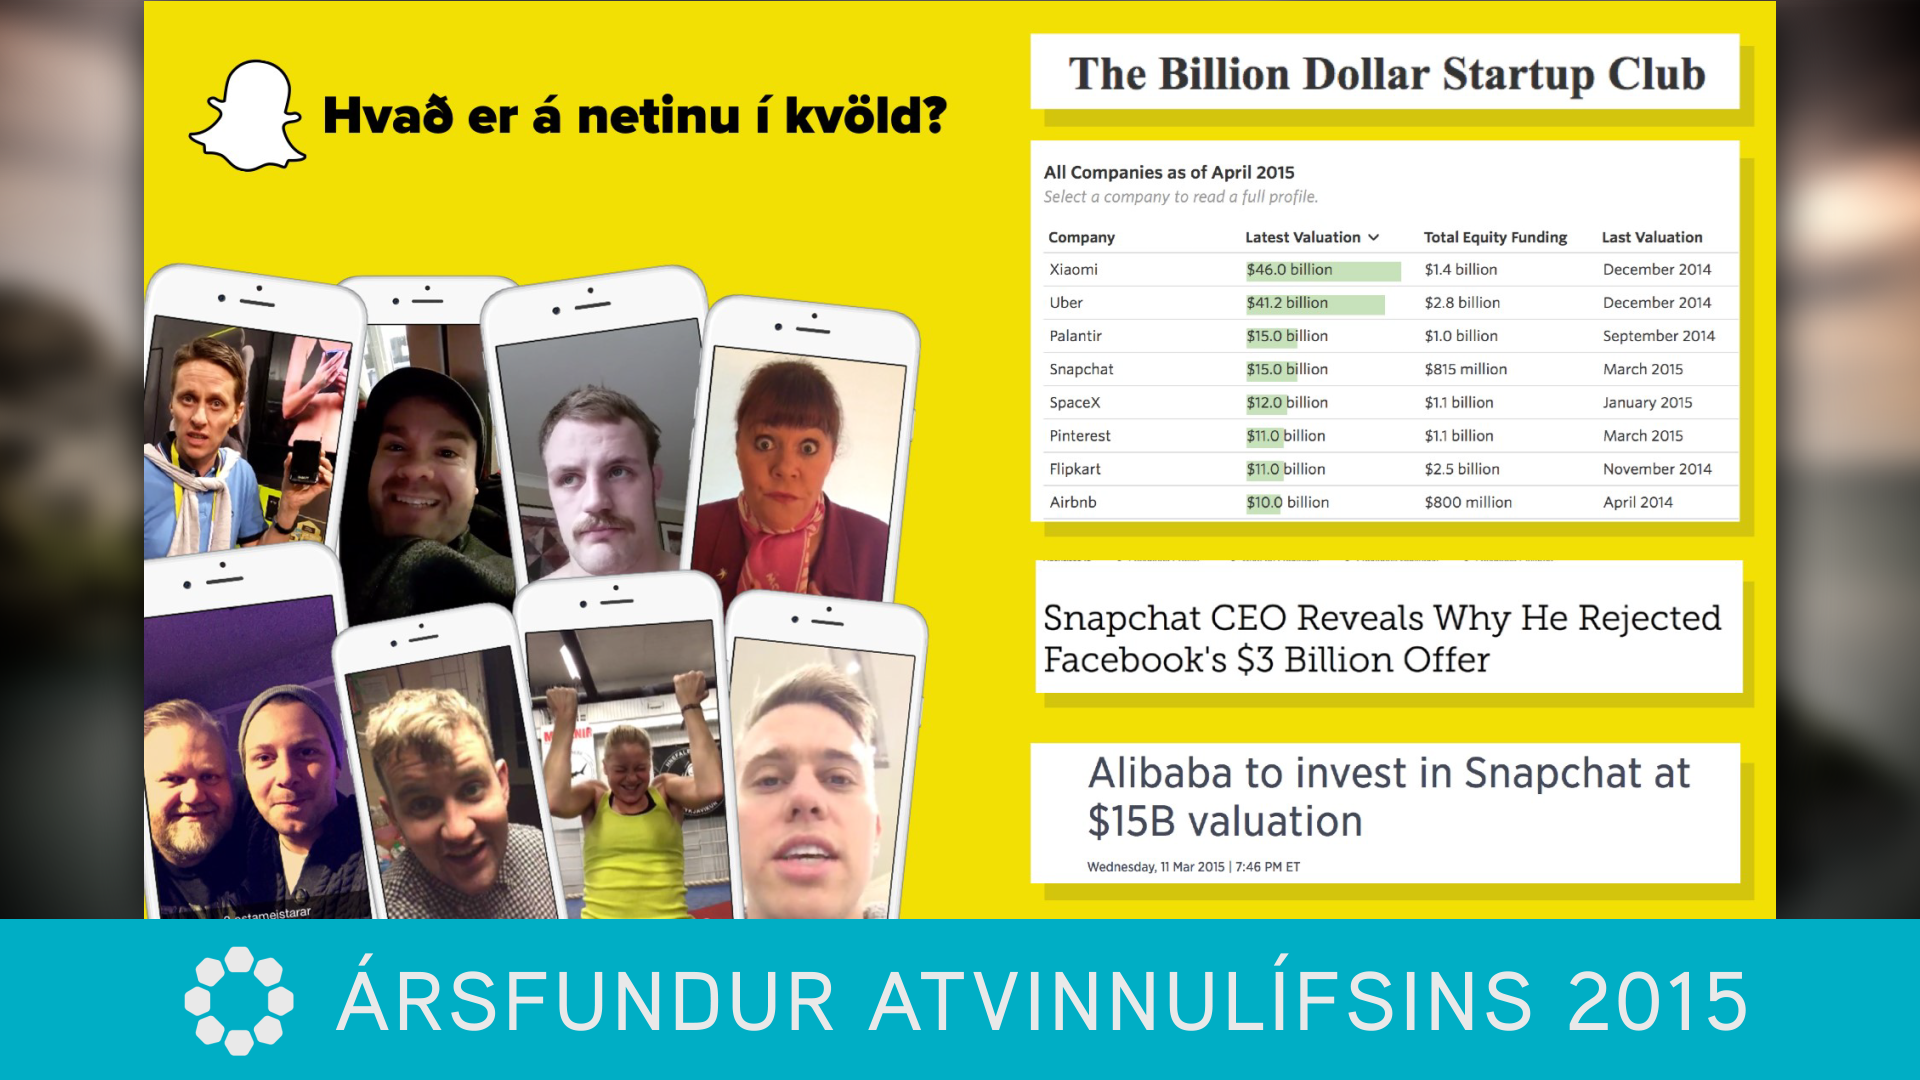 Hvað er á netinu í kvöld?
The Billion Dollar Startup Club
All Companies as of April 2015
Select a company to read a full profile.
Company Latest Valuation Total Equity Funding Last Valuation
Xiaomi $46.0 billion $1.4 billion December 2014
Uber $41.2 billion $2.8 billion December 2014
Palantir $15.0 billion $1.0 billion September 2014
Snapchat $15.0 billion $815 million March 2015
SpaceX $12.0 billion $1.1 billion January 2015
Pinterest $11.0 billion $1.1 billion March 2015
Flipkart $11.0 billion $2.5 billion November 2014
Airbnb $10.0 billion $800 million April 2014
Snapchat CEO Reveals Why He Rejected
Facebook's $3 Billion Offer
Alibaba to invest in Snapchat at
$15B valuation
Wednesday, 11 Mar 2015 | 7:46 PM ET
ÁRSFUNDUR ATVINNULÍFSINS 2015